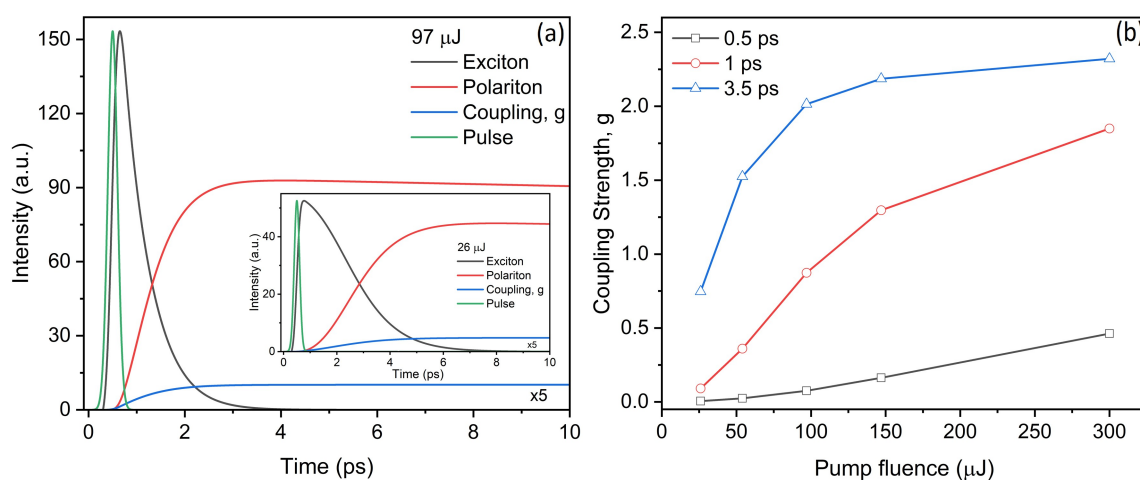 (a)
97 μJ
Exciton
Polariton
Coupling, g
Pulse
Intensity (a.u.)
150
120
90
60
30
0
0 2 4 6 8 10
Time (ps)
x5
26 μJ
Exciton
Polariton
Coupling, g
Pulse
Intensity (a.u.)
40
20
0
0 2 4 6 8 10
Time (ps)
x5
(b)
0.5 ps
1 ps
3.5 ps
Coupling Strength, g
2.5
2.0
1.5
1.0
0.5
0.0
0 50 100 150 200 250 300
Pump fluence (μJ)